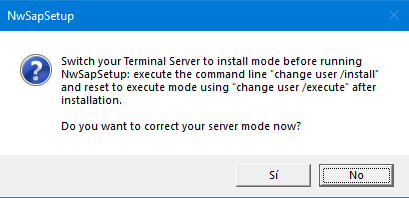 NwSapSetup
Switch your Terminal Server to install mode before running
NwSapSetup: execute the command line "change user /install"
and reset to execute mode using "change user /execute" after
installation.
Do you want to correct your server mode now?
Sí
No